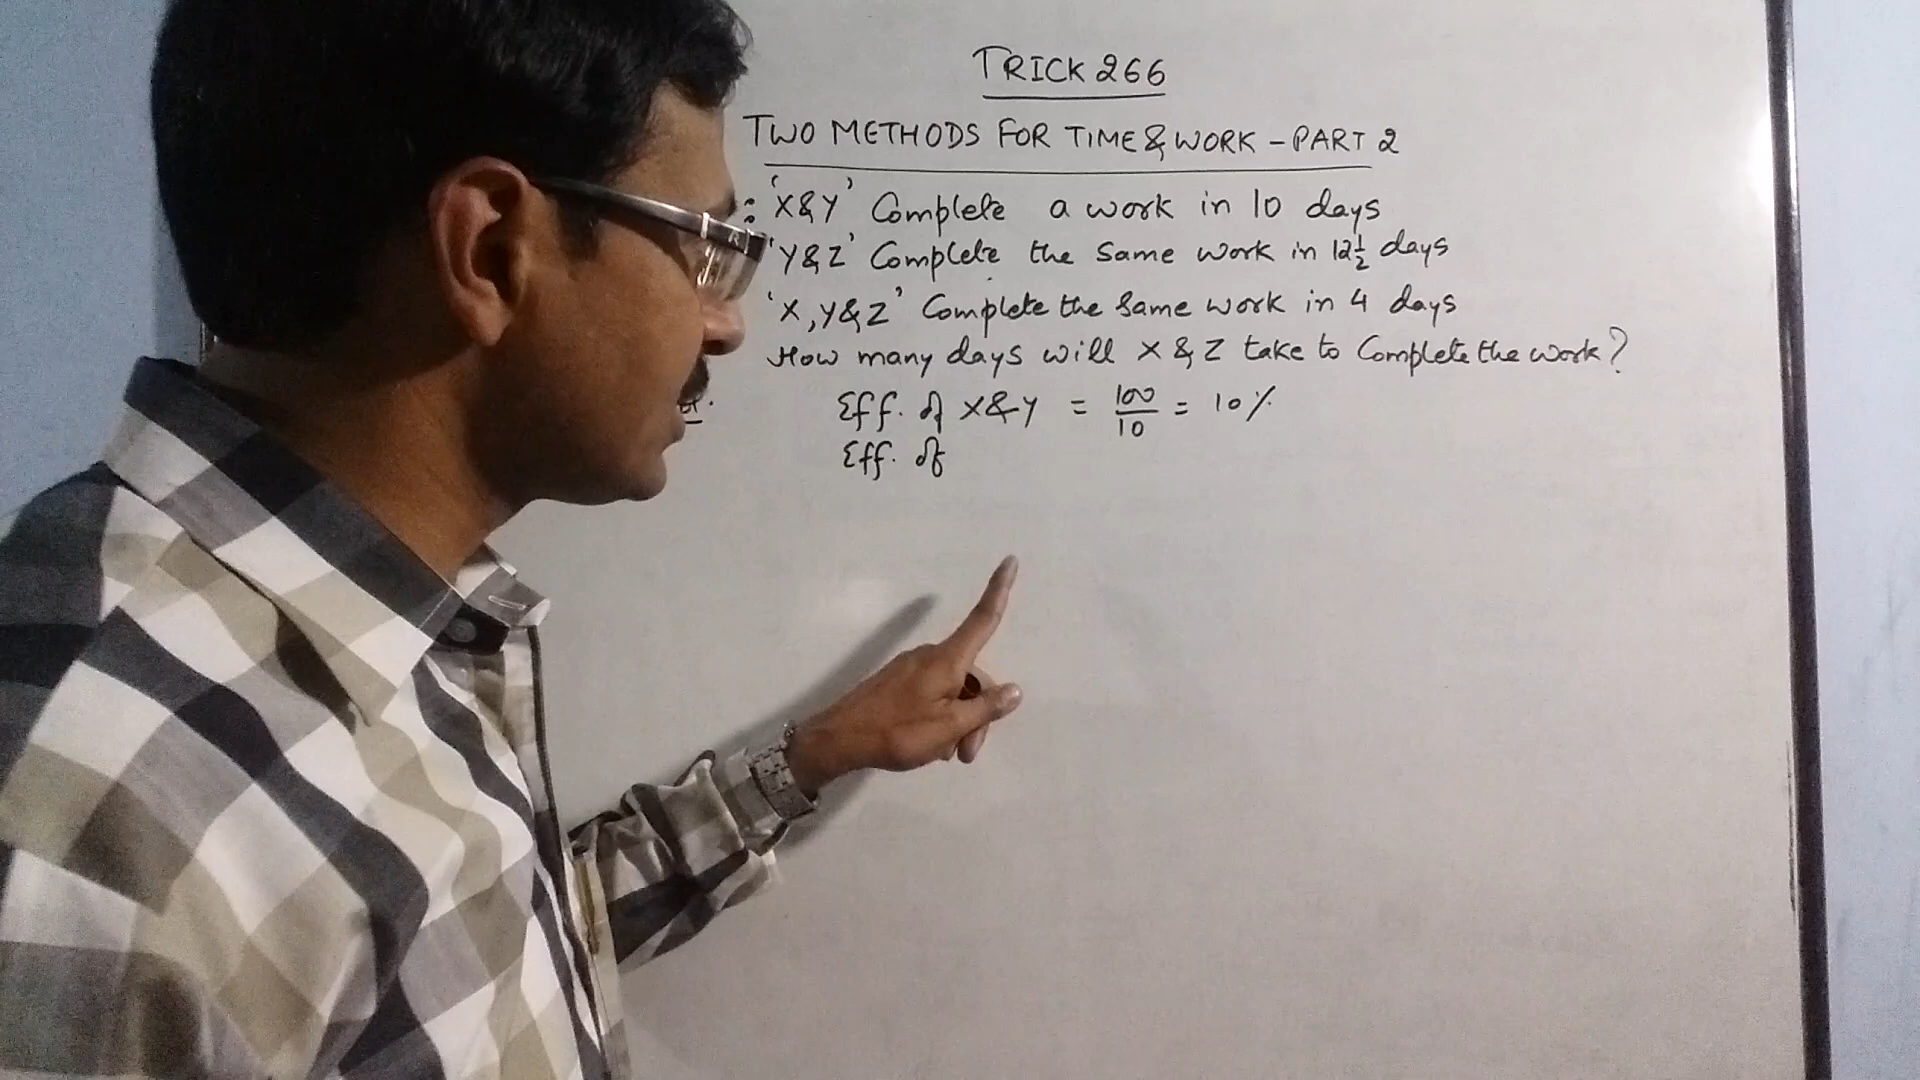 TRICK 266
TWO METHODS FOR TIME & WORK - PART 2
: 'X&Y' Complete a work in 10 days
'Y&Z' Complete the same work in 12 1/2 days
'X, Y & Z' Complete the same work in 4 days
How many days will X & Z take to Complete the work?
Eff. of X&Y = 100/10 = 10%
Eff. of